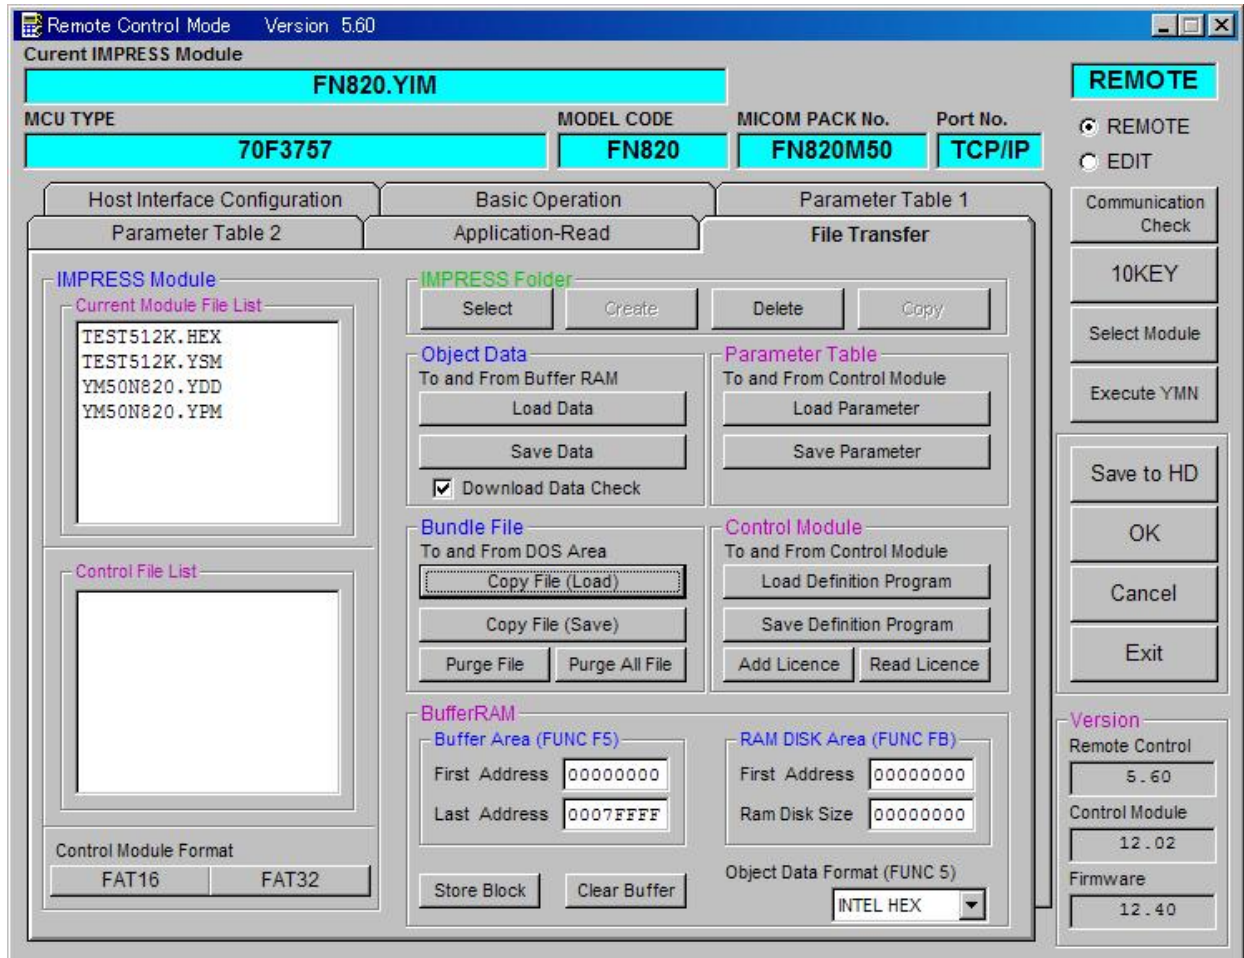 Remote Control Mode Version 5.60
Curent IMPRESS Module
FN820.YIM
REMOTE
MCU TYPE MODEL CODE MICOM PACK No. Port No.
70F3757 FN820 FN820M50 TCP/IP
REMOTE
EDIT
Host Interface Configuration Basic Operation Parameter Table 1
Parameter Table 2 Application-Read File Transfer
Communication
Check
10KEY
Select Module
Execute YMN
Save to HD
OK
Cancel
Exit
IMPRESS Module
Current Module File List
TEST512K.HEX
TEST512K.YSM
YM50N820.YDD
YM50N820.YPM
Control File List
Control Module Format
FAT16 FAT32
IMPRESS Folder
Select Create Delete Copy
Object Data
To and From Buffer RAM
Load Data
Save Data
Download Data Check
Parameter Table
To and From Control Module
Load Parameter
Save Parameter
Bundle File
To and From DOS Area
Copy File (Load)
Copy File (Save)
Purge File Purge All File
Control Module
To and From Control Module
Load Definition Program
Save Definition Program
Add Licence Read Licence
BufferRAM
Buffer Area (FUNC F5)
First Address 00000000
Last Address 0007FFFF
RAM DISK Area (FUNC FB)
First Address 00000000
Ram Disk Size 00000000
Store Block Clear Buffer
Object Data Format (FUNC 5)
INTEL HEX
Version
Remote Control
5.60
Control Module
12.02
Firmware
12.40